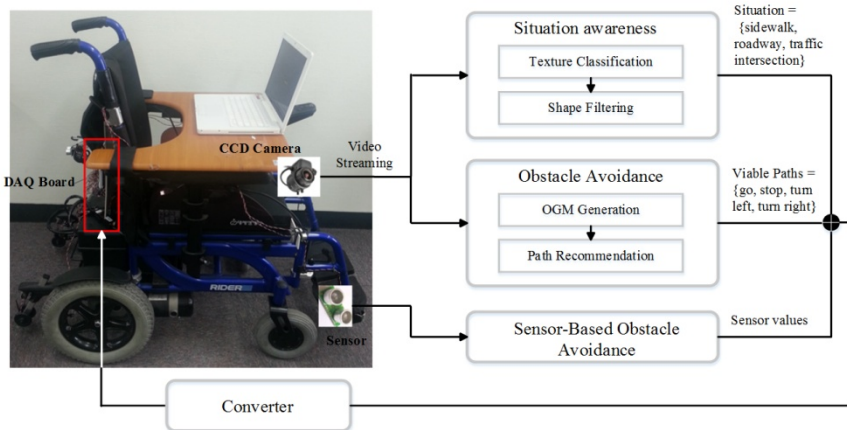 Situation awareness
Texture Classification
Shape Filtering
Situation =
{sidewalk,
roadway, traffic
intersection}
CCD Camera
Video
Streaming
DAQ Board
Obstacle Avoidance
OGM Generation
Path Recommendation
Viable Paths =
{go, stop, turn
left, turn right}
RIDER
Sensor
Sensor-Based Obstacle
Avoidance
Sensor values
Converter